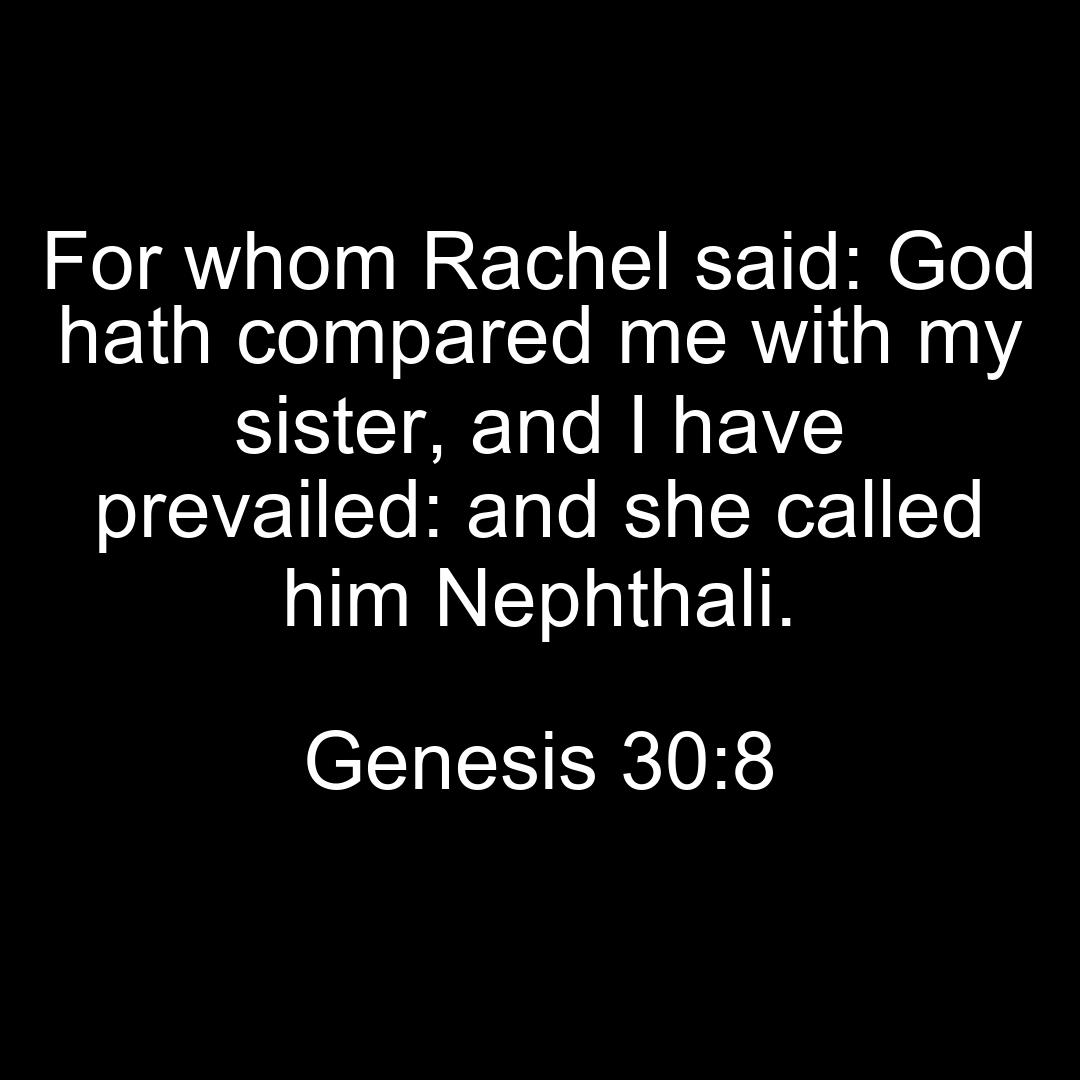 For whom Rachel said: God
hath compared me with my
sister, and I have
prevailed: and she called
him Nephthali.
Genesis 30:8